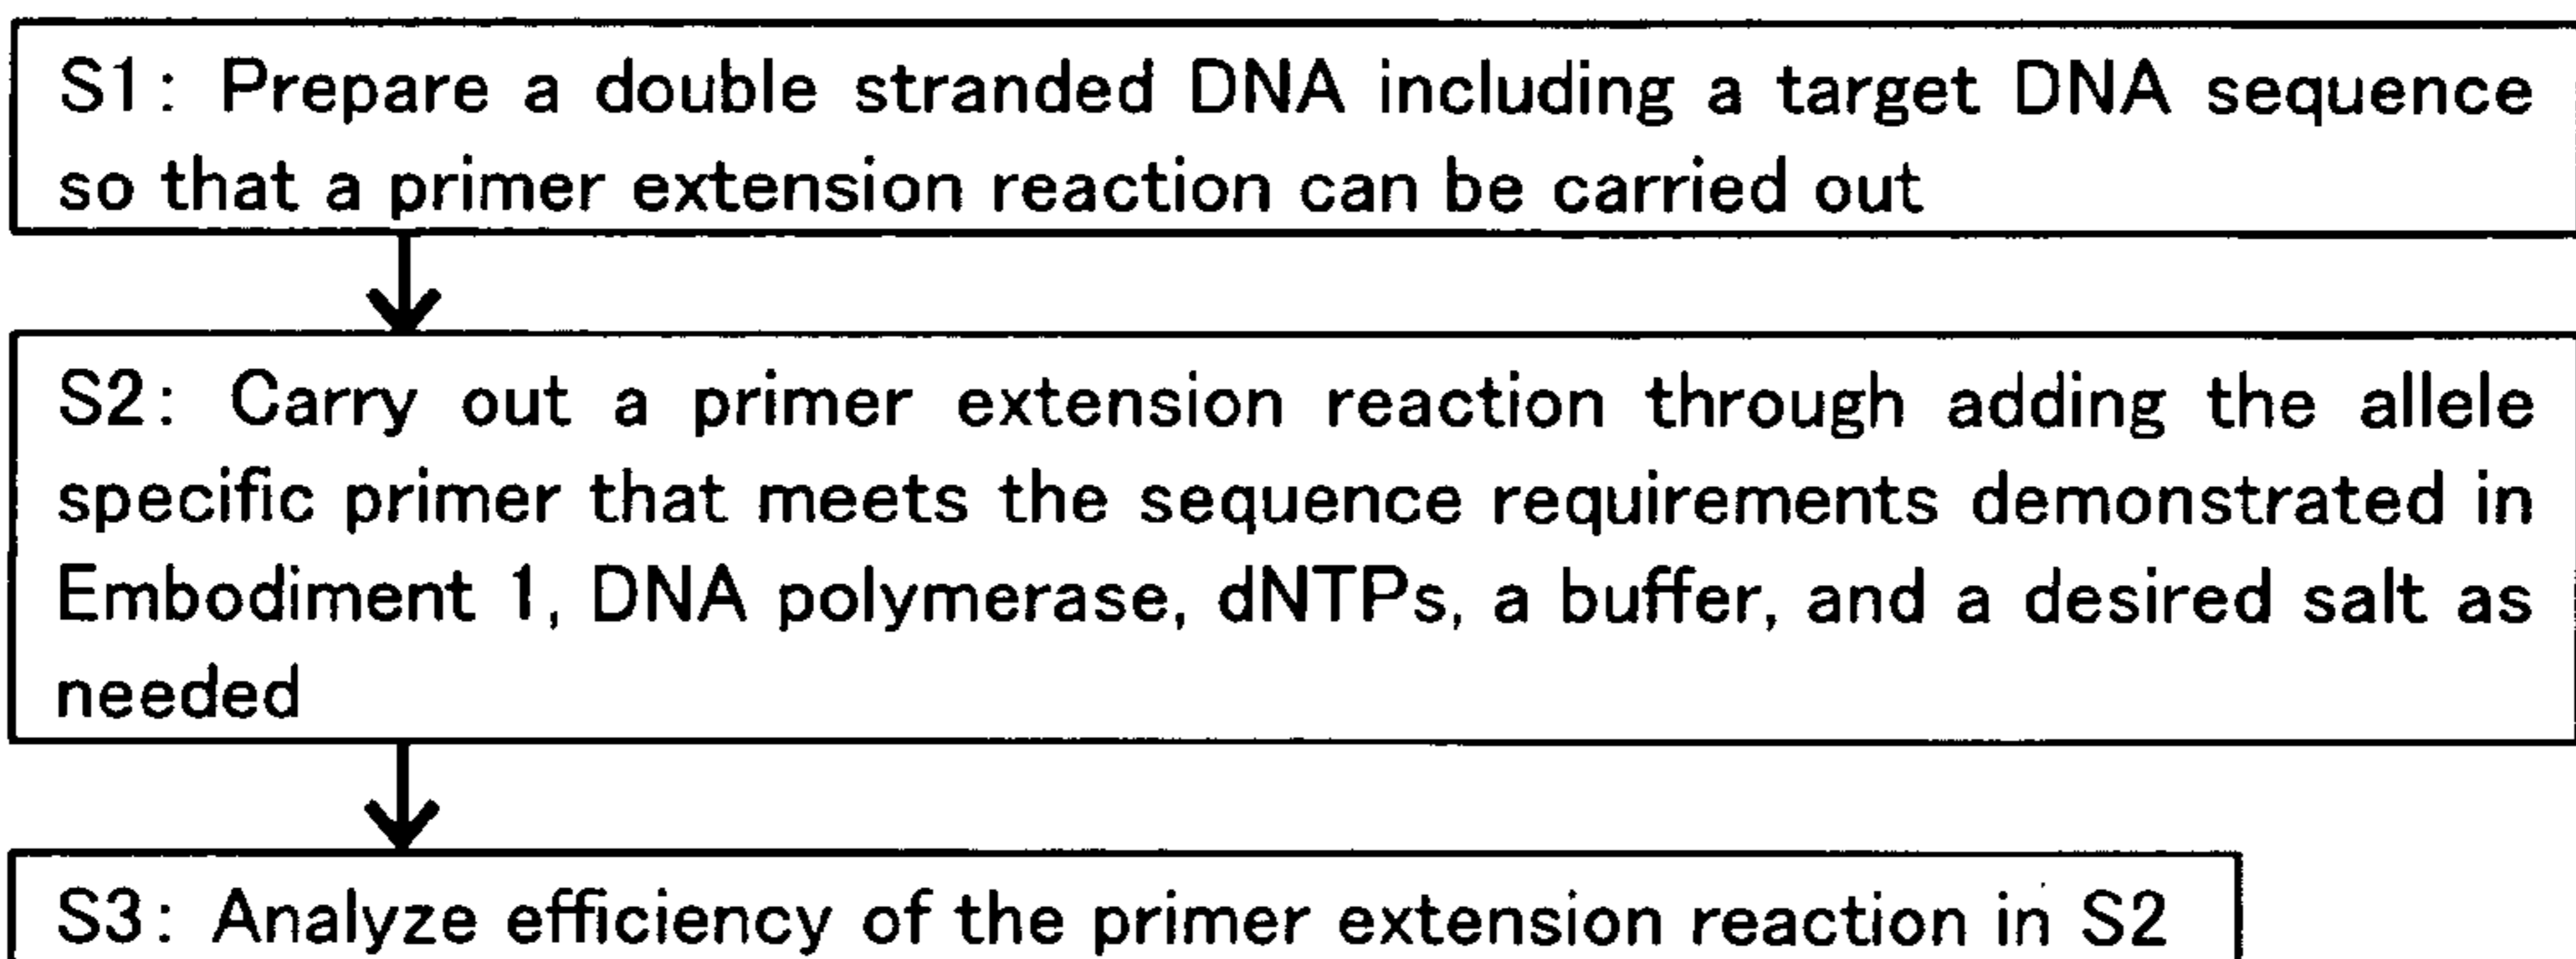 S1: Prepare a double stranded DNA including a target DNA sequence
so that a primer extension reaction can be carried out
S2: Carry out a primer extension reaction through adding the allele
specific primer that meets the sequence requirements demonstrated in
Embodiment 1, DNA polymerase, dNTPs, a buffer, and a desired salt as
needed
S3: Analyze efficiency of the primer extension reaction in S2